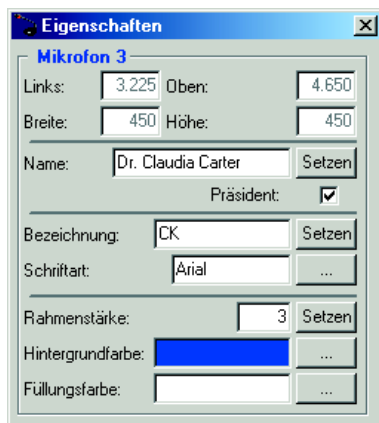 Eigenschaften
Mikrofon 3
Links: 3.225 Oben: 4.650
Breite: 450 Höhe: 450
Name: Dr. Claudia Carter Setzen
Präsident:
Bezeichnung: CK Setzen
Schriftart: Arial ...
Rahmenstärke: 3 Setzen
Hintergrundfarbe: ...
Füllungsfarbe: ...